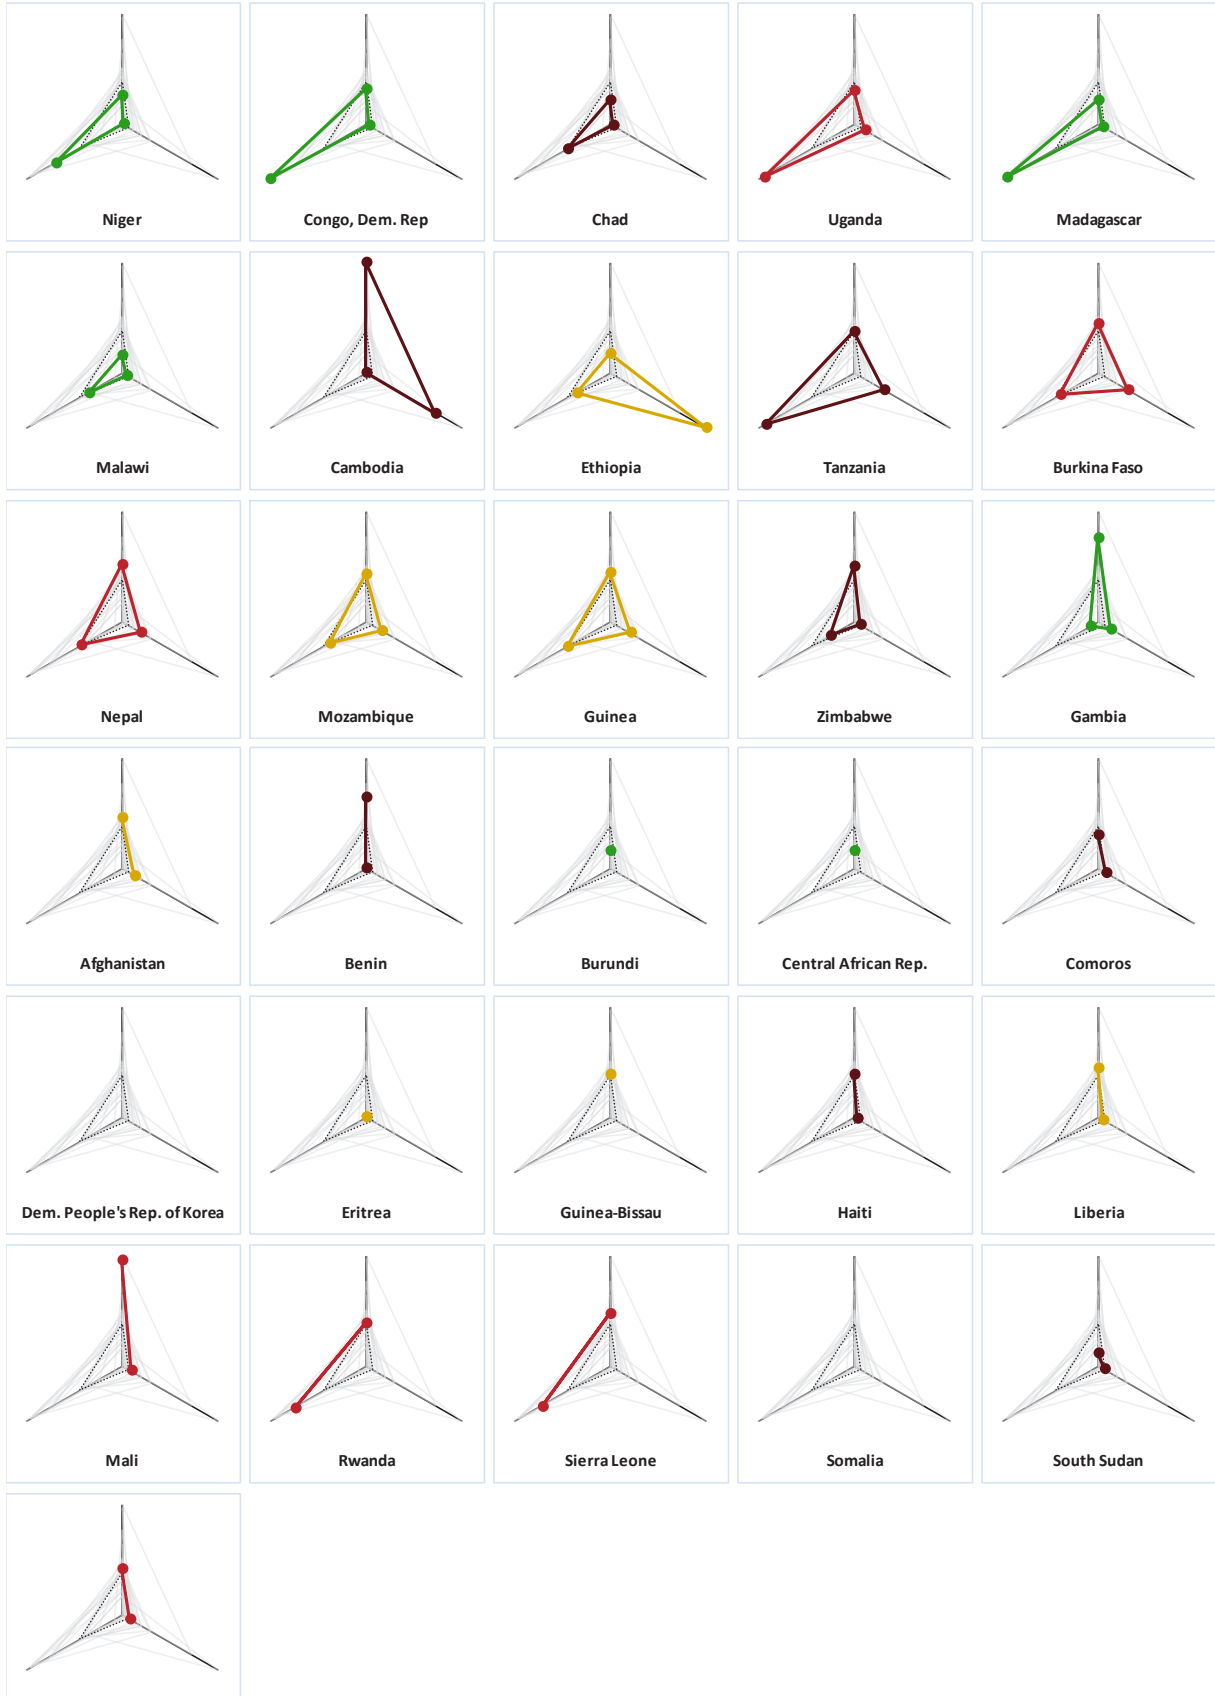 Niger
Congo, Dem. Rep
Chad
Uganda
Madagascar
Malawi
Cambodia
Ethiopia
Tanzania
Burkina Faso
Nepal
Mozambique
Guinea
Zimbabwe
Gambia
Afghanistan
Benin
Burundi
Central African Rep.
Comoros
Dem. People's Rep. of Korea
Eritrea
Guinea-Bissau
Haiti
Liberia
Mali
Rwanda
Sierra Leone
Somalia
South Sudan